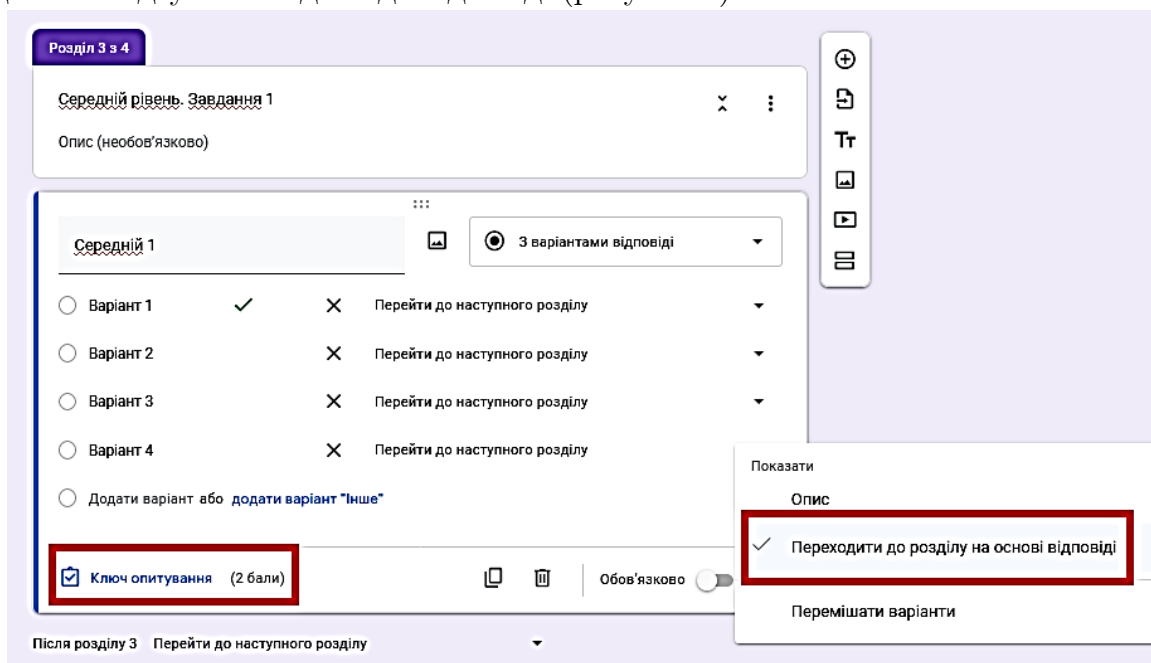 Розділ 3 з 4
Середній рівень. Завдання 1
Опис (необов'язково)
Тт
Середній 1
З варіантами відповіді
Варіант 1 Перейти до наступного розділу
Варіант 2 Перейти до наступного розділу
Варіант 3 Перейти до наступного розділу
Варіант 4 Перейти до наступного розділу
Додати варіант або додати варіант "Інше"
Показати
Опис
Переходити до розділу на основі відповіді
Перемішати варіанти
Ключ опитування (2 бали)
Обов'язково
Після розділу 3 Перейти до наступного розділу